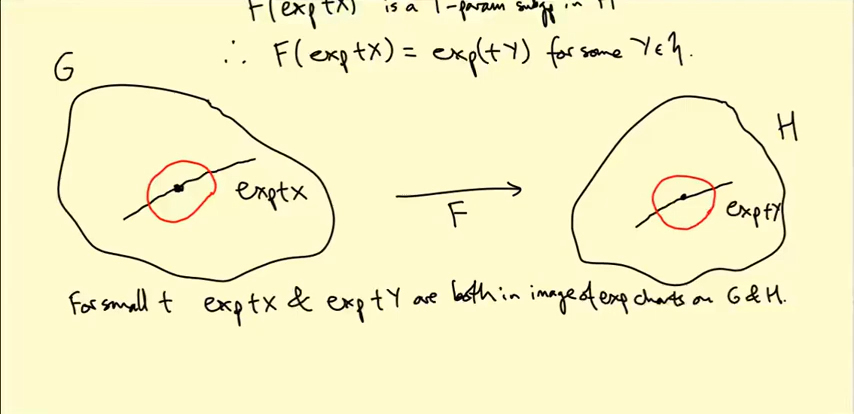 F(exp tX) is a 1-param subgp in H
∴ F(exp tX) = exp(tY) for some Y ∈ η.
G
H
exp tX
F
exp tY
For small t exp tX & exp tY are both in image of exp charts on G & H.